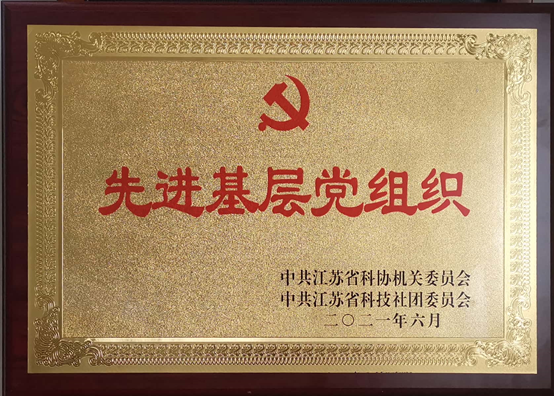 先进基层党组织
中共江苏省科协机关委员会
中共江苏省科技社团委员会
二〇二一年六月